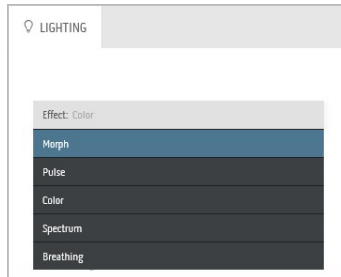 LIGHTING
Effect: Color
Morph
Pulse
Color
Spectrum
Breathing